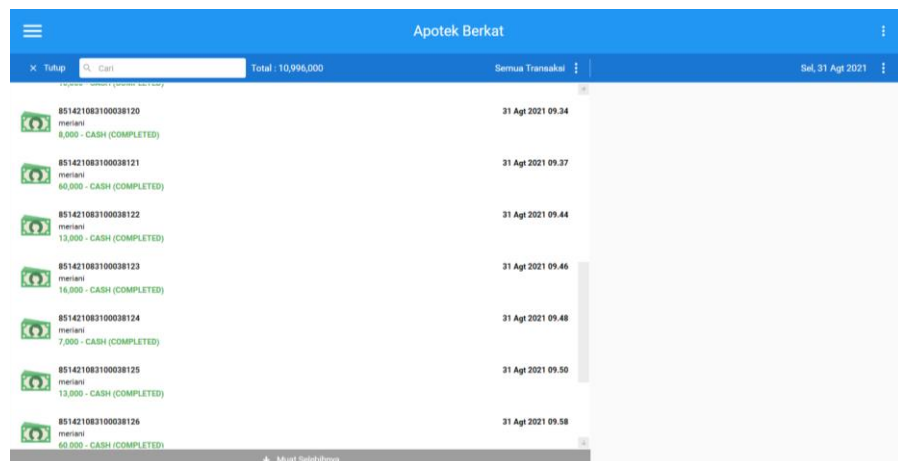 Apotek Berkat
Tutup
Cari
Total : 10,996,000
Semua Transaksi
Sel, 31 Agt 2021
851421083100038120
31 Agt 2021 09.34
meriani
8,000 - CASH (COMPLETED)
851421083100038121
31 Agt 2021 09.37
meriani
60,000 - CASH (COMPLETED)
851421083100038122
31 Agt 2021 09.44
meriani
13,000 - CASH (COMPLETED)
851421083100038123
31 Agt 2021 09.46
meriani
16,000 - CASH (COMPLETED)
851421083100038124
31 Agt 2021 09.48
meriani
7,000 - CASH (COMPLETED)
851421083100038125
31 Agt 2021 09.50
meriani
13,000 - CASH (COMPLETED)
851421083100038126
31 Agt 2021 09.58
meriani
60,000 - CASH (COMPLETED)
Muat Selebihnya